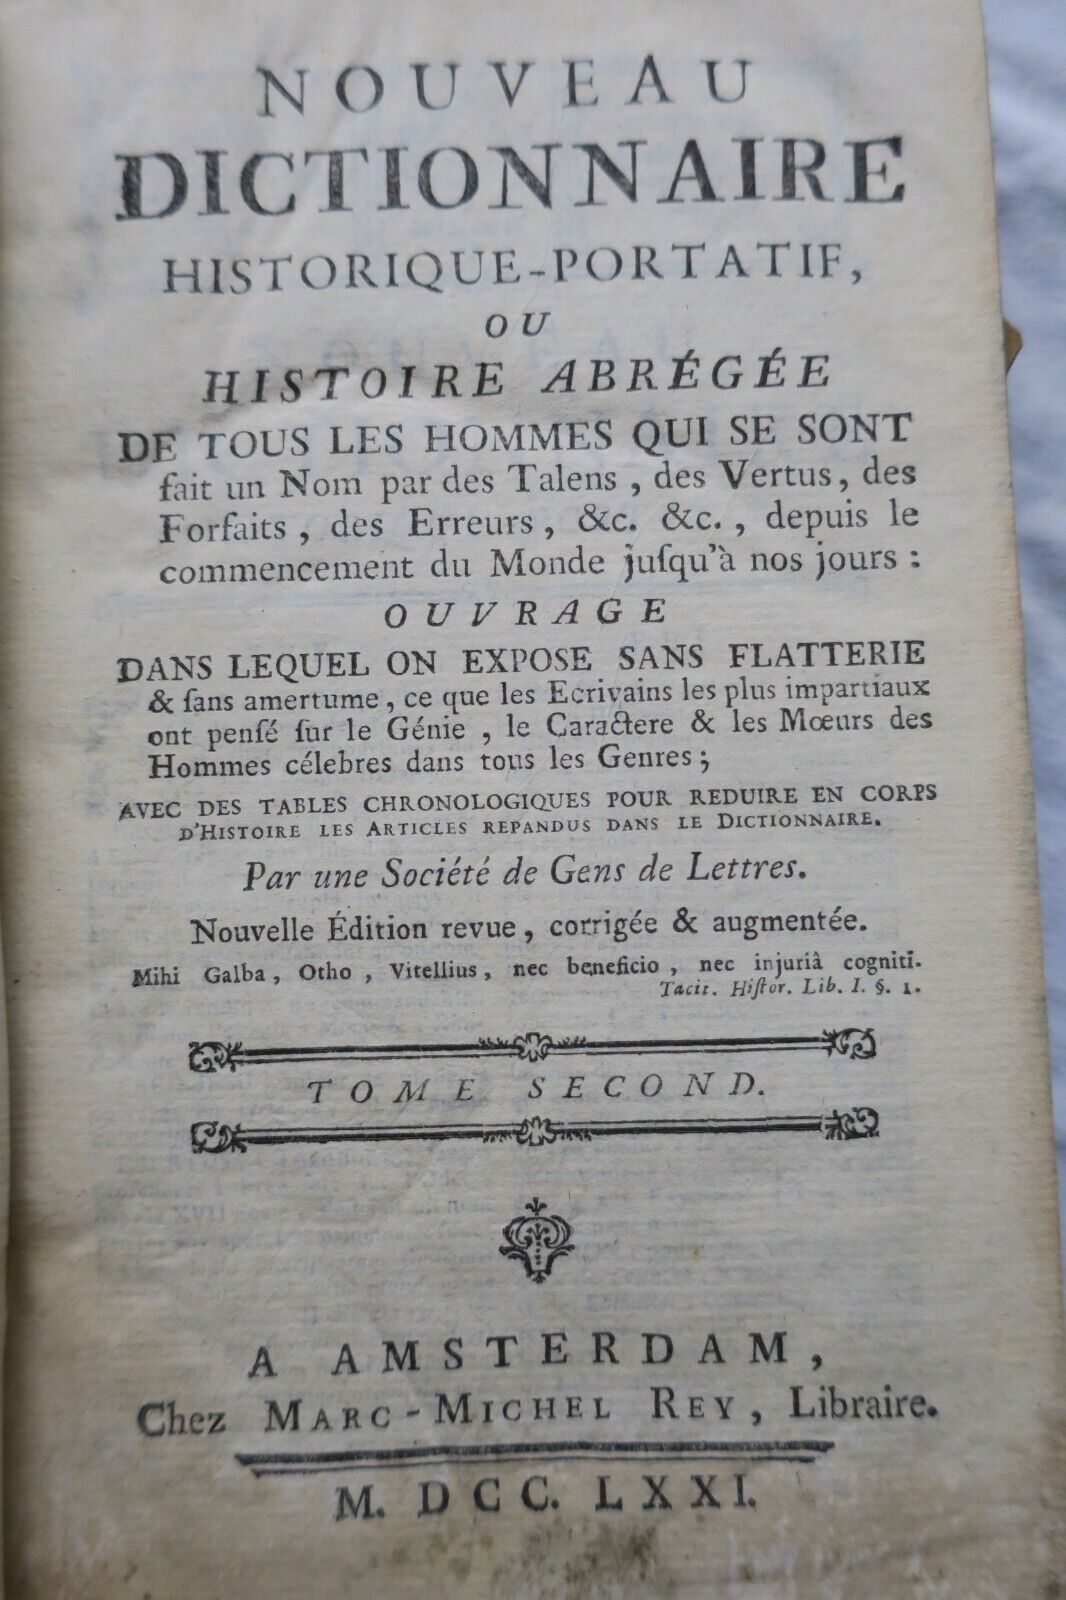 NOUVEAU
DICTIONNAIRE
HISTORIQUE-PORTATIF,
OU
HISTOIRE ABRÉGÉE
DE TOUS LES HOMMES QUI SE SONT
fait un Nom par des Talens, des Vertus, des
Forfaits, des Erreurs, &c. &c., depuis le
commencement du Monde juſqu'à nos jours :
OUVRAGE
DANS LEQUEL ON EXPOSE SANS FLATTERIE
& ſans amertume, ce que les Ecrivains les plus impartiaux
ont penſé ſur le Génie, le Caractere & les Mœurs des
Hommes célebres dans tous les Genres ;
AVEC DES TABLES CHRONOLOGIQUES POUR REDUIRE EN CORPS
D'HISTOIRE LES ARTICLES REPANDUS DANS LE DICTIONNAIRE.
Par une Société de Gens de Lettres.
Nouvelle Édition revue, corrigée & augmentée.
Mihi Galba, Otho, Vitellius, nec beneficio, nec injuriâ cogniti.
Tacit. Hiſtor. Lib. I. §. 1.
TOME SECOND.
A AMSTERDAM,
Chez MARC-MICHEL REY, Libraire.
M. DCC. LXXI.